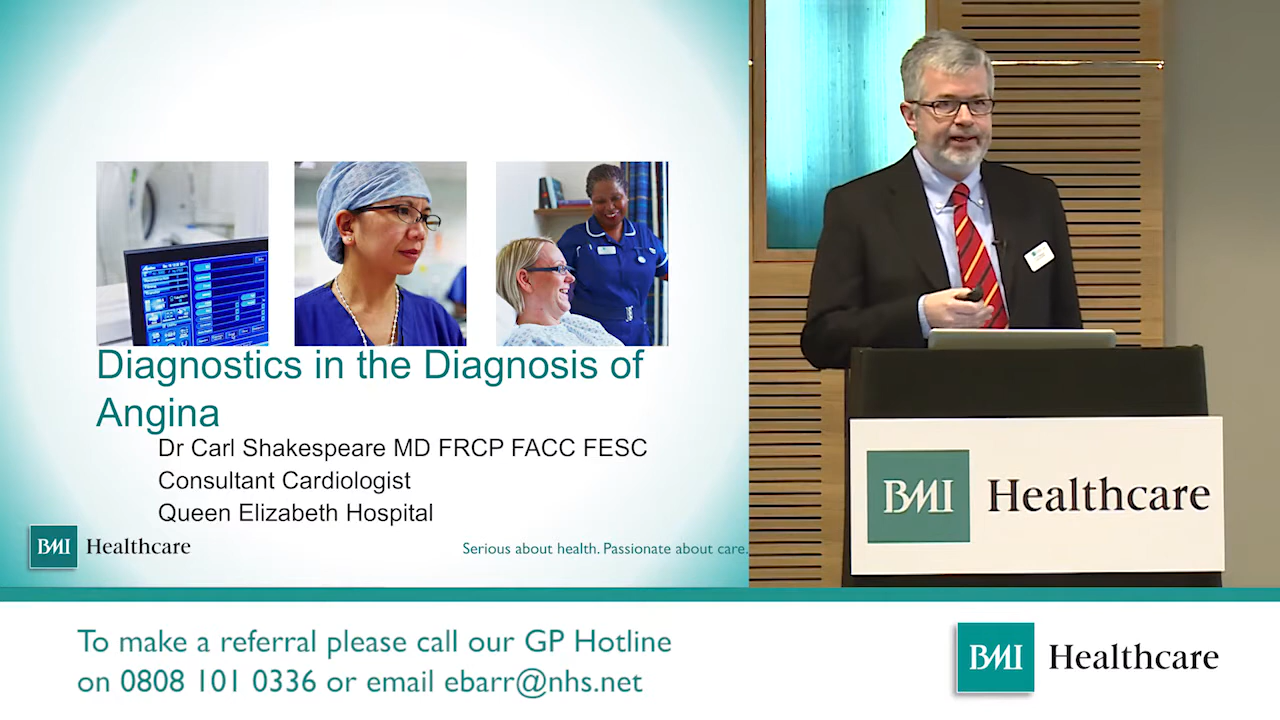 Diagnostics in the Diagnosis of
Angina
Dr Carl Shakespeare MD FRCP FACC FESC
Consultant Cardiologist
Queen Elizabeth Hospital
BMI Healthcare
Serious about health. Passionate about care.
BMI Healthcare
To make a referral please call our GP Hotline
on 0808 101 0336 or email ebarr@nhs.net
BMI Healthcare